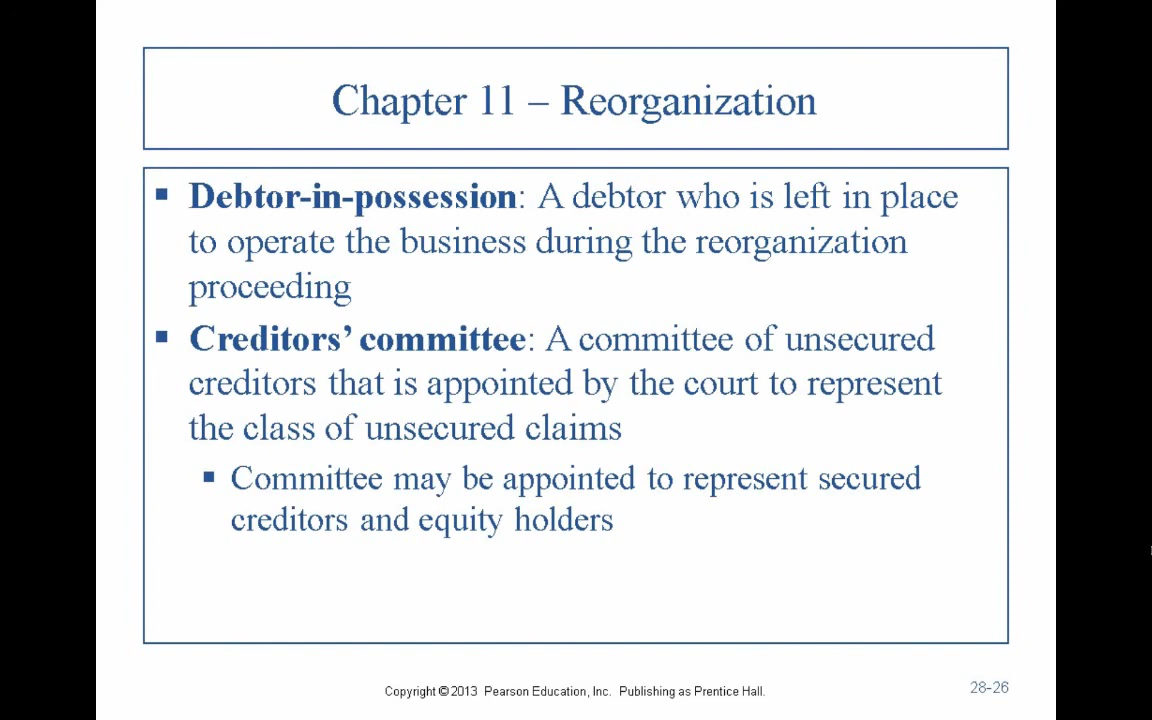 Chapter 11 – Reorganization
▪ Debtor-in-possession: A debtor who is left in place
to operate the business during the reorganization
proceeding
▪ Creditors’ committee: A committee of unsecured
creditors that is appointed by the court to represent
the class of unsecured claims
▪ Committee may be appointed to represent secured
creditors and equity holders
Copyright © 2013 Pearson Education, Inc. Publishing as Prentice Hall.
28-26